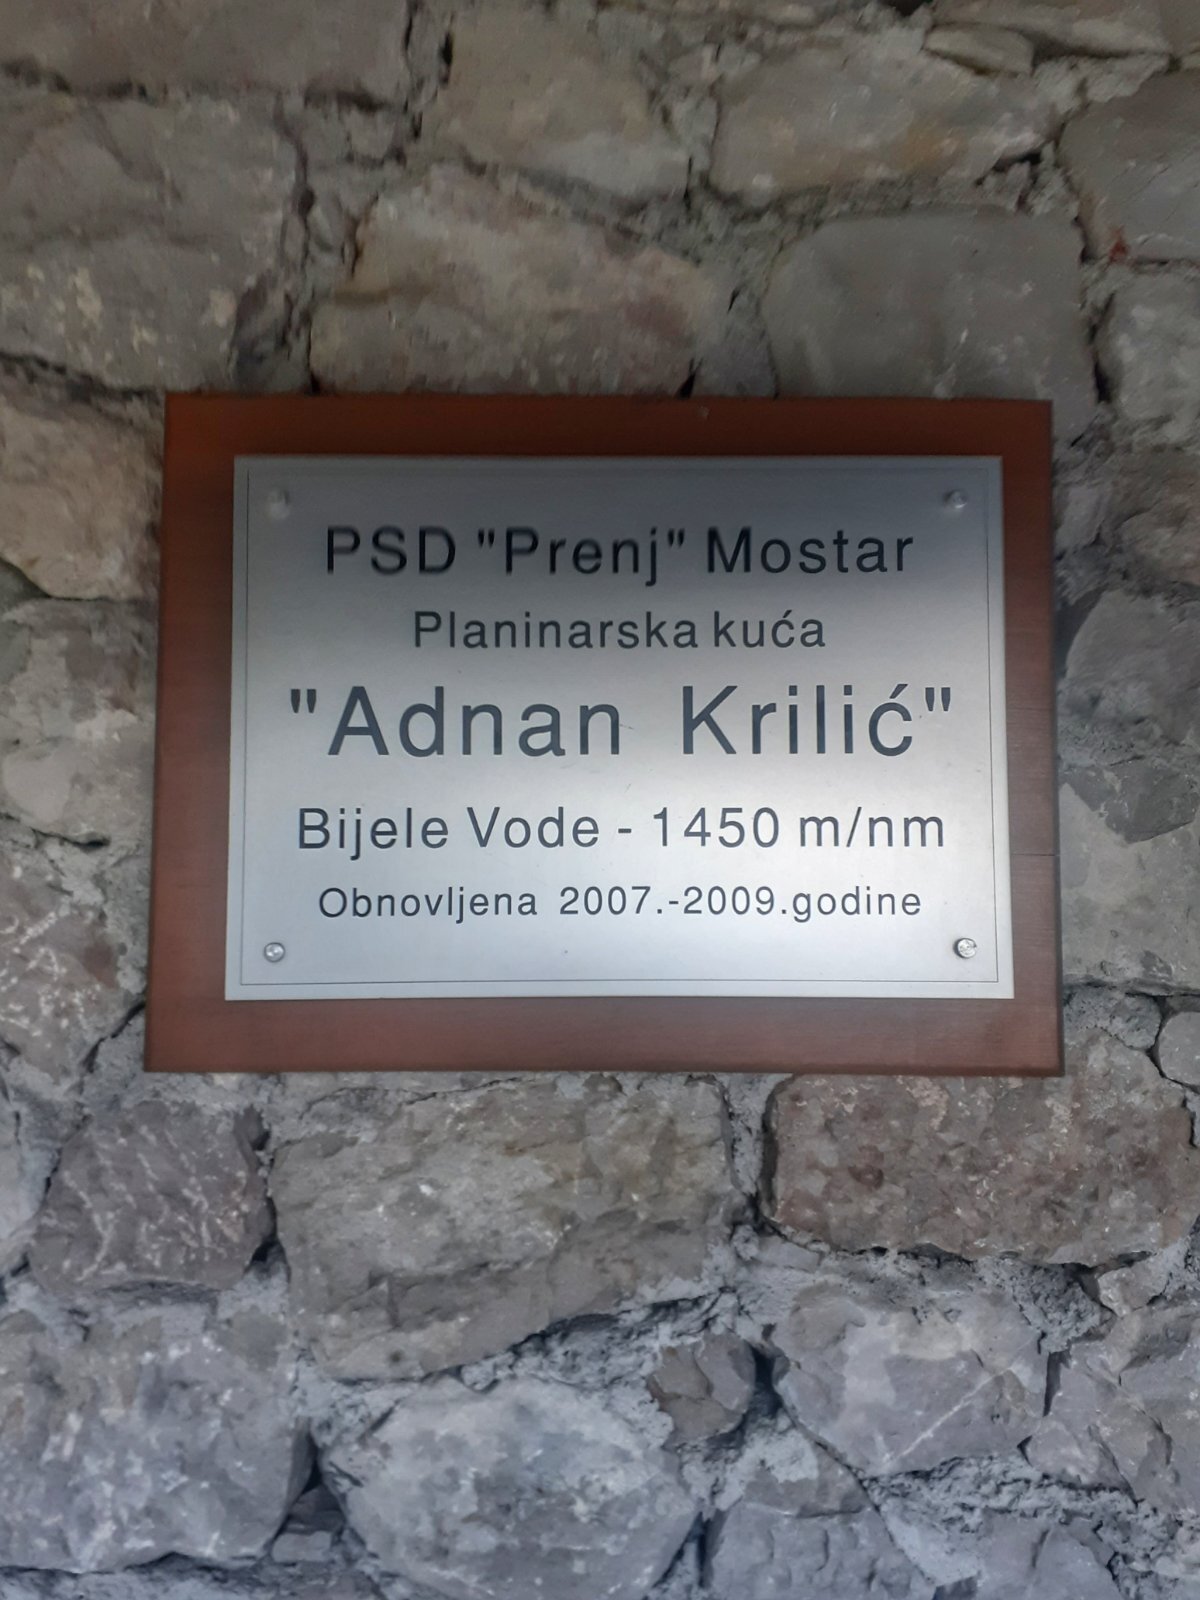 PSD "Prenj" Mostar
Planinarska kuća
"Adnan Krilić"
Bijele Vode - 1450 m/nm
Obnovljena 2007.-2009.godine